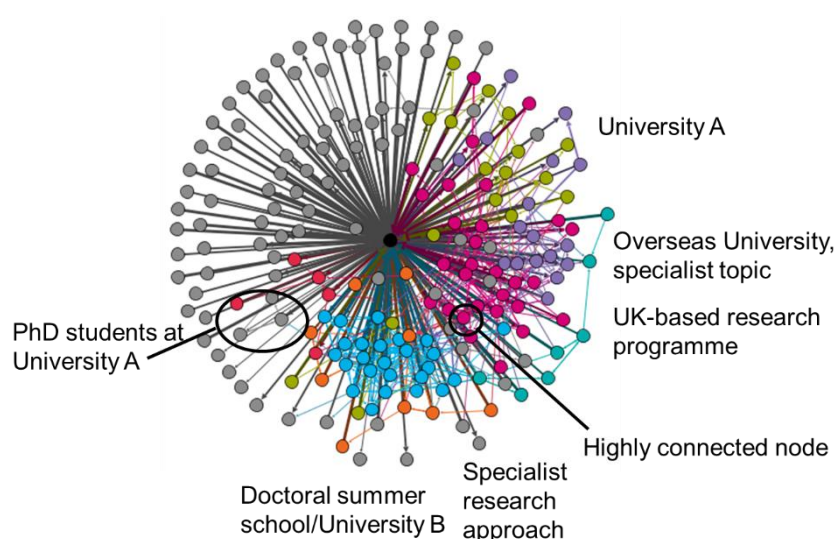 University A
Overseas University,
specialist topic
UK-based research
programme
PhD students at
University A
Highly connected node
Specialist
research
approach
Doctoral summer
school/University B